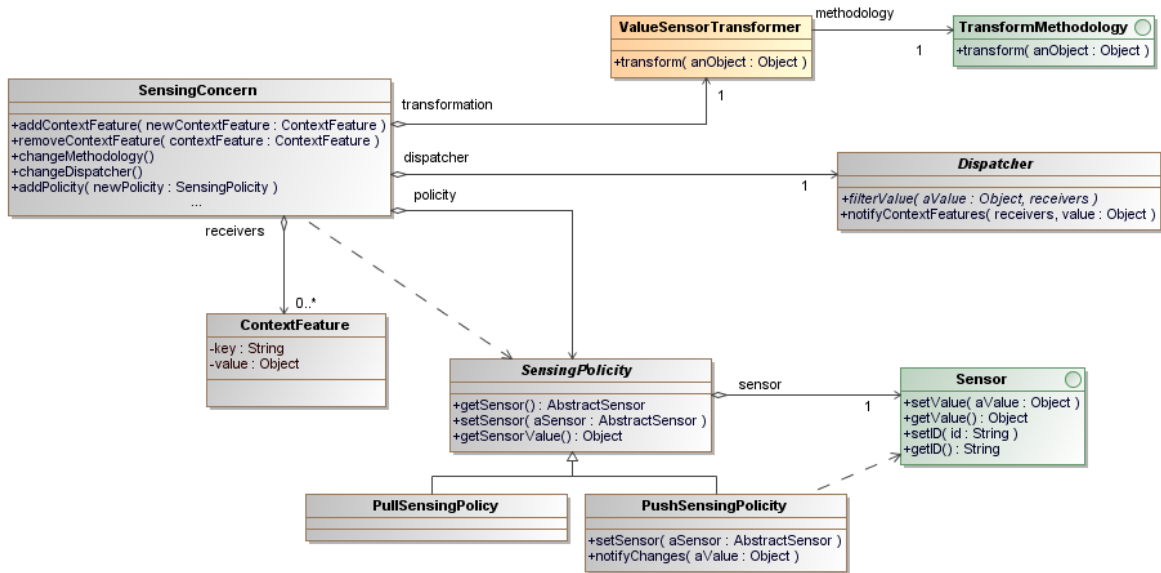 methodology
ValueSensorTransformer
+transform( anObject : Object )
1
TransformMethodology
+transform( anObject : Object )
SensingConcern
+addContextFeature( newContextFeature : ContextFeature )
+removeContextFeature( contextFeature : ContextFeature )
+changeMethodology()
+changeDispatcher()
+addPolicity( newPolicity : SensingPolicity )
...
transformation
1
dispatcher
1
policity
Dispatcher
+filterValue( aValue : Object, receivers )
+notifyContextFeatures( receivers, value : Object )
receivers
0..*
ContextFeature
-key : String
-value : Object
SensingPolicity
+getSensor() : AbstractSensor
+setSensor( aSensor : AbstractSensor )
+getSensorValue() : Object
sensor
1
Sensor
+setValue( aValue : Object )
+getValue() : Object
+setID( id : String )
+getID() : String
PullSensingPolicy
PushSensingPolicity
+setSensor( aSensor : AbstractSensor )
+notifyChanges( aValue : Object )